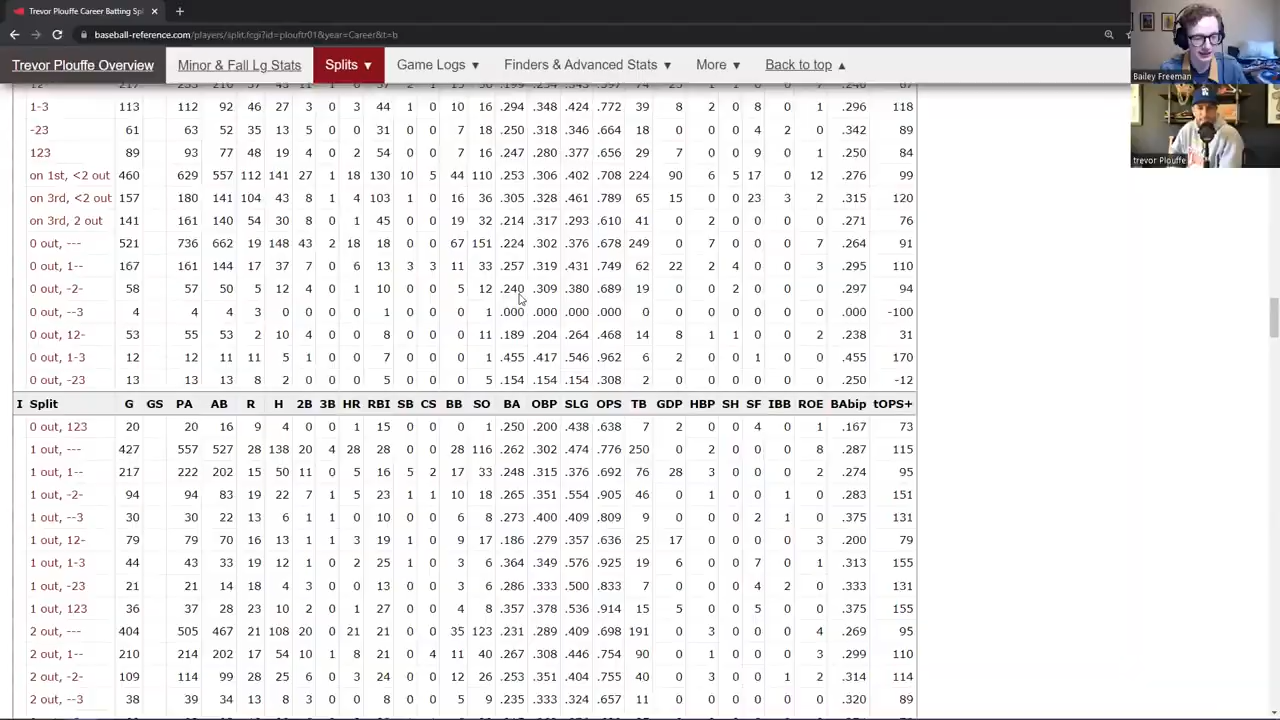 Trevor Plouffe Career Batting Spl
baseball-reference.com/players/split.fcgi?id=plouftr01&year=Career&t=b
Trevor Plouffe Overview Minor & Fall Lg Stats Splits ▼ Game Logs ▼ Finders & Advanced Stats ▼ More ▼ Back to top ▲
Bailey Freeman
trevor Plouffe
1-3 113 112 92 46 27 3 0 3 44 1 0 10 16 .294 .348 .424 .772 39 8 2 0 8 0 1 .296 118
-23 61 63 52 35 13 5 0 0 31 0 0 7 18 .250 .318 .346 .664 18 0 0 0 4 2 0 .342 89
123 89 93 77 48 19 4 0 2 54 0 0 7 16 .247 .280 .377 .656 29 7 0 0 9 0 1 .250 84
on 1st, <2 out 460 629 557 112 141 27 1 18 130 10 5 44 110 .253 .306 .402 .708 224 90 6 5 17 0 12 .276 99
on 3rd, <2 out 157 180 141 104 43 8 1 4 103 1 0 16 36 .305 .328 .461 .789 65 15 0 0 23 3 2 .315 120
on 3rd, 2 out 141 161 140 54 30 8 0 1 45 0 0 19 32 .214 .317 .293 .610 41 0 2 0 0 0 1 .271 76
0 out, --- 521 736 662 19 148 43 2 18 18 0 0 67 151 .224 .302 .376 .678 249 0 7 0 0 0 7 .264 91
0 out, 1-- 167 161 144 17 37 7 0 6 13 3 3 11 33 .257 .319 .431 .749 62 22 2 4 0 0 3 .295 110
0 out, -2- 58 57 50 5 12 4 0 1 10 0 0 5 12 .240 .309 .380 .689 19 0 0 2 0 0 0 .297 94
0 out, --3 4 4 4 3 0 0 0 0 1 0 0 0 1 .000 .000 .000 .000 0 0 0 0 0 0 0 .000 -100
0 out, 12- 53 55 53 2 10 4 0 0 8 0 0 0 11 .189 .204 .264 .468 14 8 1 1 0 0 2 .238 31
0 out, 1-3 12 12 11 11 5 1 0 0 7 0 0 0 1 .455 .417 .546 .962 6 2 0 0 1 0 0 .455 170
0 out, -23 13 13 13 8 2 0 0 0 5 0 0 0 5 .154 .154 .154 .308 2 0 0 0 0 0 0 .250 -12
I Split G GS PA AB R H 2B 3B HR RBI SB CS BB SO BA OBP SLG OPS TB GDP HBP SH SF IBB ROE BAbip tOPS+
0 out, 123 20 20 16 9 4 0 0 1 15 0 0 0 1 .250 .200 .438 .638 7 2 0 0 4 0 1 .167 73
1 out, --- 427 557 527 28 138 20 4 28 28 0 0 28 116 .262 .302 .474 .776 250 0 2 0 0 0 8 .287 115
1 out, 1-- 217 222 202 15 50 11 0 5 16 5 2 17 33 .248 .315 .376 .692 76 28 3 0 0 0 2 .274 95
1 out, -2- 94 94 83 19 22 7 1 5 23 1 1 10 18 .265 .351 .554 .905 46 0 1 0 0 1 0 .283 151
1 out, --3 30 30 22 13 6 1 1 0 10 0 0 6 8 .273 .400 .409 .809 9 0 0 0 2 1 0 .375 131
1 out, 12- 79 79 70 16 13 1 1 3 19 1 0 9 17 .186 .279 .357 .636 25 17 0 0 0 0 3 .200 79
1 out, 1-3 44 43 33 19 12 1 0 2 25 1 0 3 6 .364 .349 .576 .925 19 6 0 0 7 0 0 .313 155
1 out, -23 21 21 14 18 4 3 0 0 13 0 0 3 6 .286 .333 .500 .833 7 0 0 0 4 2 0 .333 131
1 out, 123 36 37 28 23 10 2 0 1 27 0 0 4 8 .357 .378 .536 .914 15 5 0 0 5 0 0 .375 155
2 out, --- 404 505 467 21 108 20 0 21 21 0 0 35 123 .231 .289 .409 .698 191 0 3 0 0 0 4 .269 95
2 out, 1-- 210 214 202 17 54 10 1 8 21 0 4 11 40 .267 .308 .446 .754 90 0 1 0 0 0 3 .299 110
2 out, -2- 109 114 99 28 25 6 0 3 24 0 0 12 26 .253 .351 .404 .755 40 0 3 0 0 1 2 .314 114
2 out, --3 38 39 34 13 8 3 0 0 8 0 0 5 9 .235 .333 .324 .657 11 0 0 0 0 0 0 .320 89